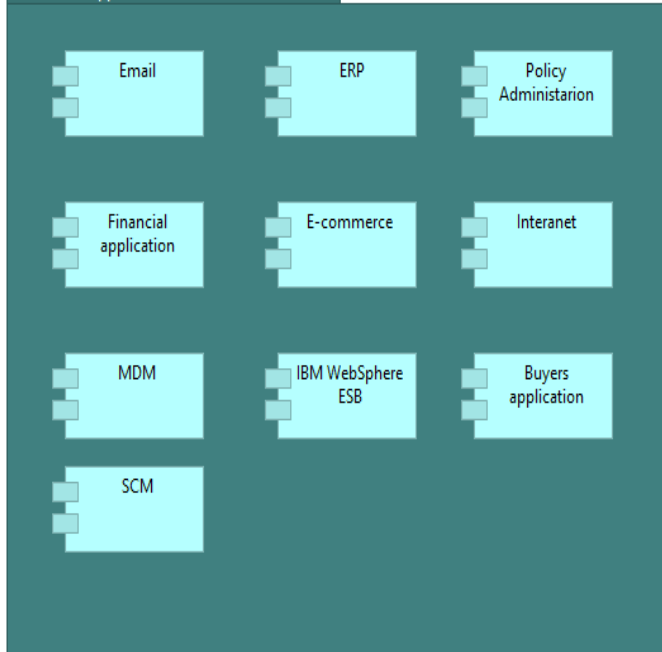 Email
ERP
Policy
Administarion
Financial
application
E-commerce
Interanet
MDM
IBM WebSphere
ESB
Buyers
application
SCM